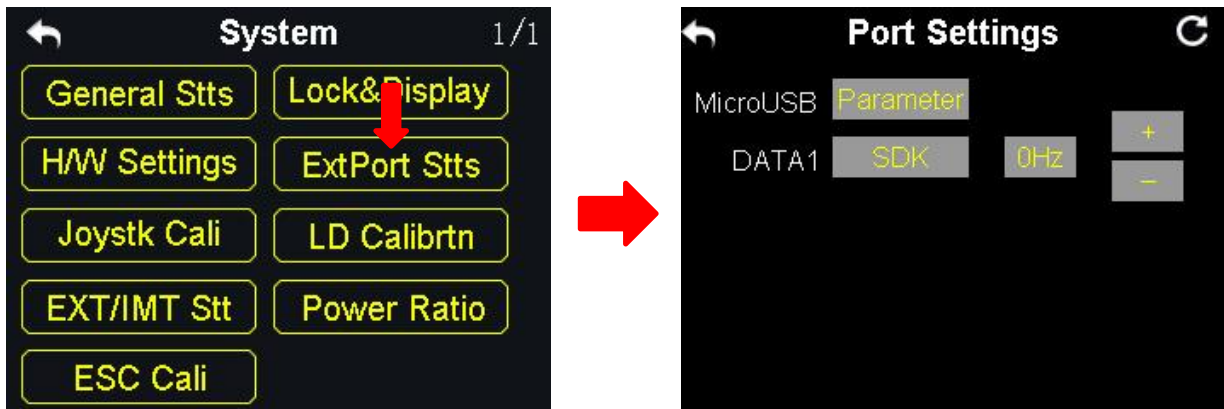 System 1/1
General Stts Lock&Display
H/W Settings ExtPort Stts
Joystk Cali LD Calibrtn
EXT/IMT Stt Power Ratio
ESC Cali
Port Settings
MicroUSB Parameter
+
DATA1 SDK 0Hz
−